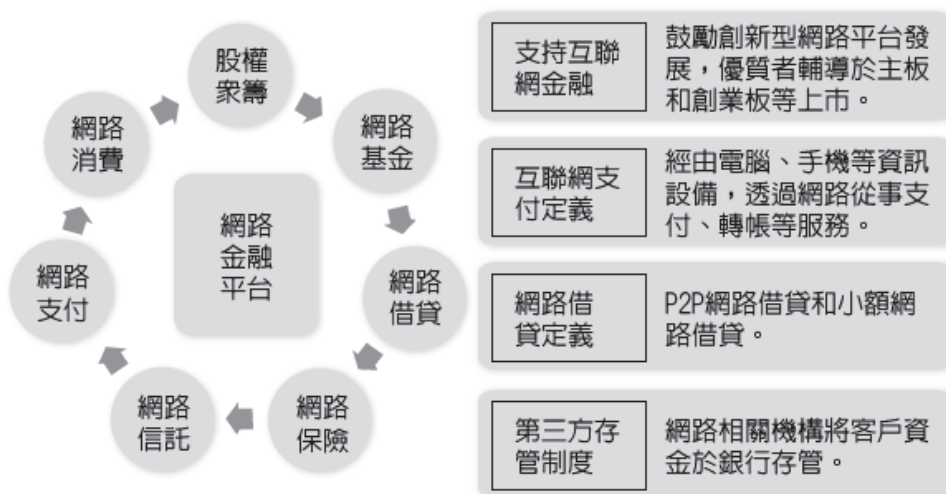 股權
眾籌
網路
基金
網路
借貸
網路
保險
網路
信託
網路
支付
網路
消費
網路
金融
平台
支持互聯
網金融
鼓勵創新型網路平台發
展，優質者輔導於主板
和創業板等上市。
互聯網支
付定義
經由電腦、手機等資訊
設備，透過網路從事支
付、轉帳等服務。
網路借
貸定義
P2P網路借貸和小額網
路借貸。
第三方存
管制度
網路相關機構將客戶資
金於銀行存管。